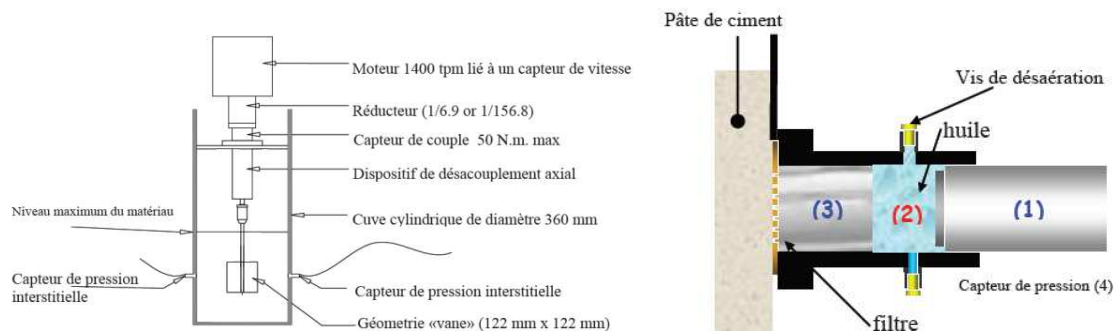 Moteur 1400 tpm lié à un capteur de vitesse
Réducteur (1/6.9 or 1/156.8)
Capteur de couple 50 N.m. max
Dispositif de désacouplement axial
Niveau maximum du matériau
Cuve cylindrique de diamètre 360 mm
Capteur de pression
interstitielle
Capteur de pression interstitielle
Géometrie «vane» (122 mm x 122 mm)
Pâte de ciment
Vis de désaération
huile
(3)
(2)
(1)
Capteur de pression (4)
filtre